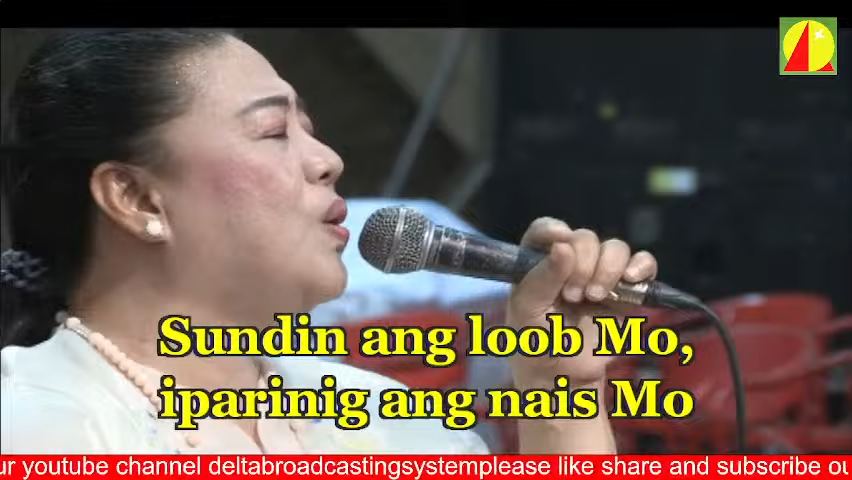 Sundin ang loob Mo,
iparinig ang nais Mo
ur youtube channel deltabroadcastingsystemplease like share and subscribe ou